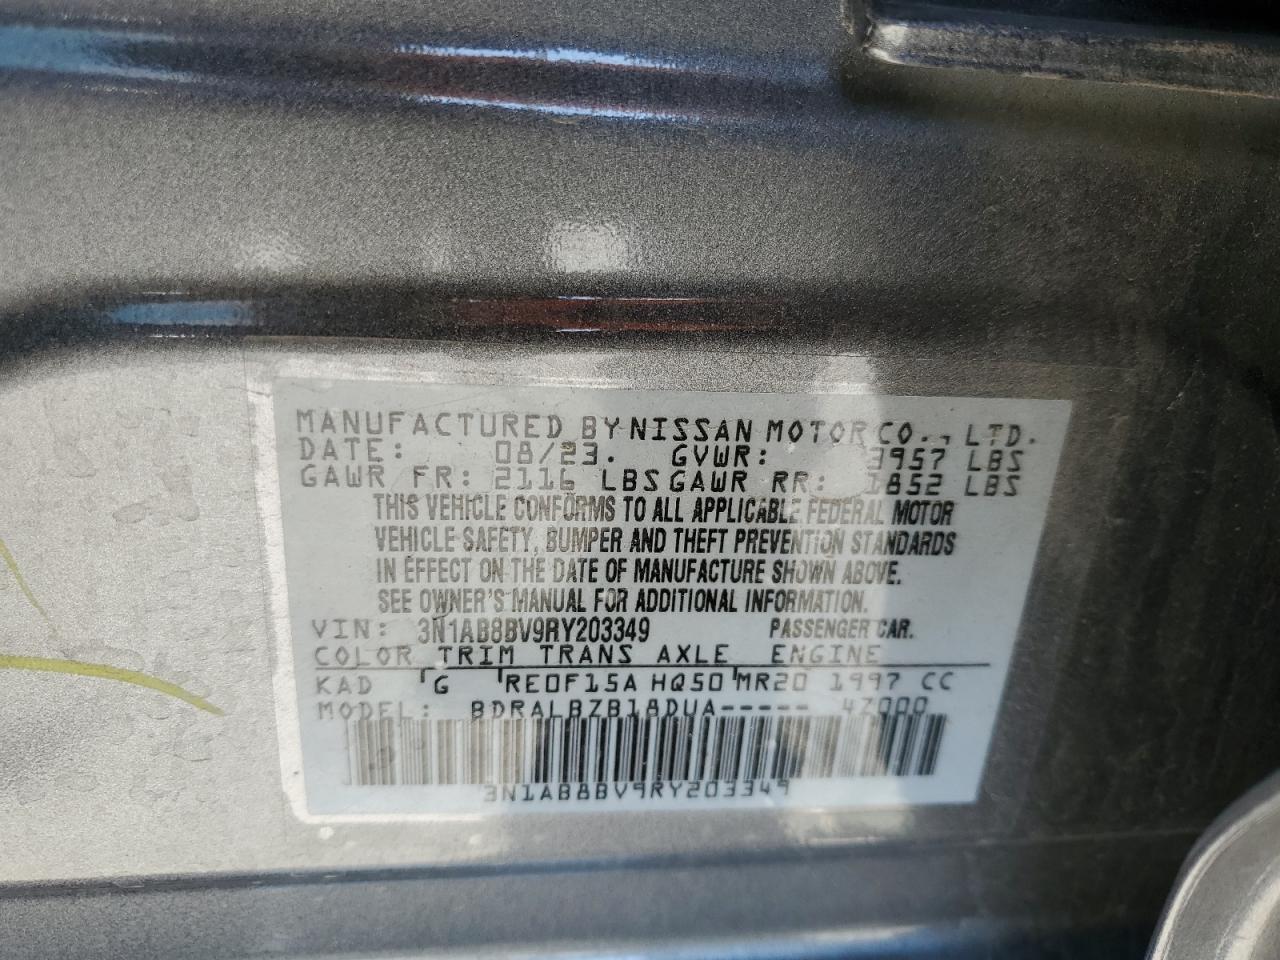 MANUFACTURED BY NISSAN MOTOR CO., LTD.
DATE: 08/23. GVWR: 3957 LBS
GAWR FR: 2116 LBS GAWR RR: 1852 LBS
THIS VEHICLE CONFORMS TO ALL APPLICABLE FEDERAL MOTOR
VEHICLE SAFETY, BUMPER AND THEFT PREVENTION STANDARDS
IN EFFECT ON THE DATE OF MANUFACTURE SHOWN ABOVE.
SEE OWNER'S MANUAL FOR ADDITIONAL INFORMATION.
VIN: 3N1AB8BV9RY203349 PASSENGER CAR.
COLOR TRIM TRANS AXLE ENGINE
KAD G RE0F15A HQ50 MR20 1997 CC
MODEL: BDRALBZB18DUA----- 47000
3N1AB8BV9RY203349